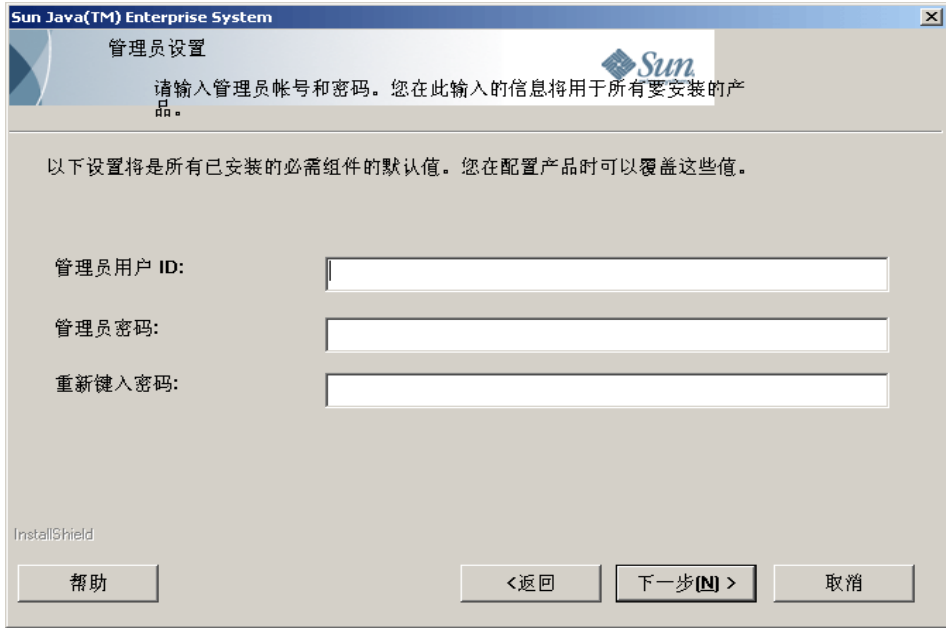 Sun Java(TM) Enterprise System
管理员设置
Sun
请输入管理员帐号和密码。您在此输入的信息将用于所有要安装的产
品。
以下设置将是所有已安装的必需组件的默认值。您在配置产品时可以覆盖这些值。
管理员用户 ID:
管理员密码:
重新键入密码:
InstallShield
帮助
<返回
下一步(N) >
取消